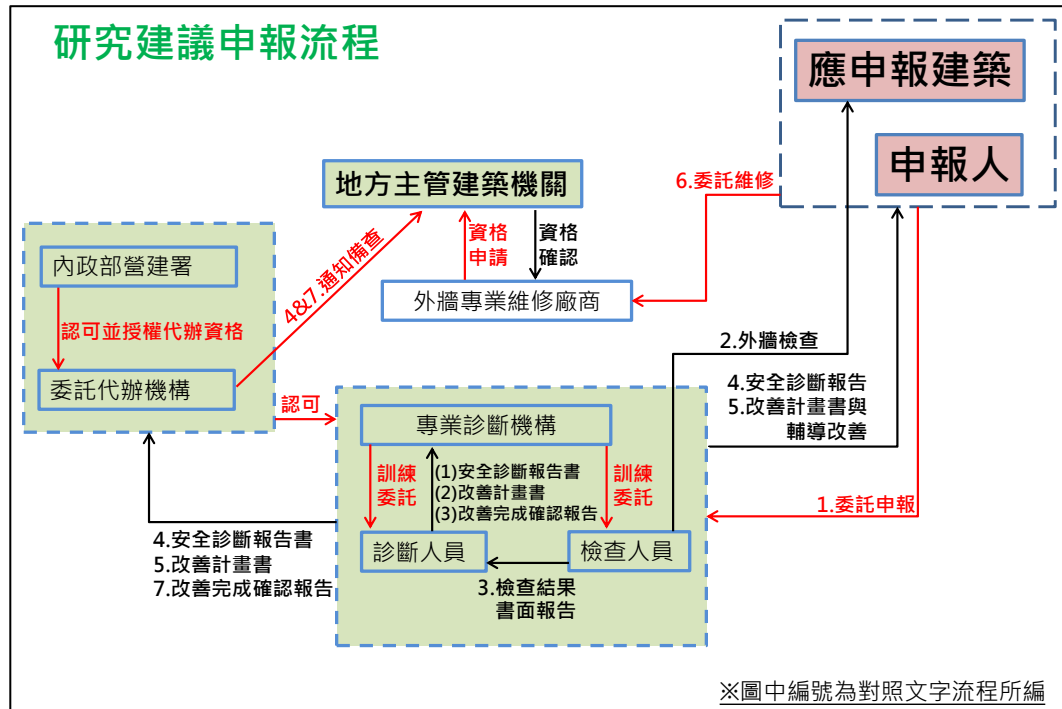 研究建議申報流程
應申報建築
申報人
地方主管建築機關
6.委託維修
資格
申請
資格
確認
外牆專業維修廠商
內政部營建署
認可並授權代辦資格
委託代辦機構
4&7.通知備查
認可
2.外牆檢查
4.安全診斷報告
5.改善計畫書與
輔導改善
1.委託申報
專業診斷機構
訓練
委託
(1)安全診斷報告書
(2)改善計畫書
(3)改善完成確認報告
訓練
委託
診斷人員
檢查人員
3.檢查結果
書面報告
4.安全診斷報告書
5.改善計畫書
7.改善完成確認報告
※圖中編號為對照文字流程所編